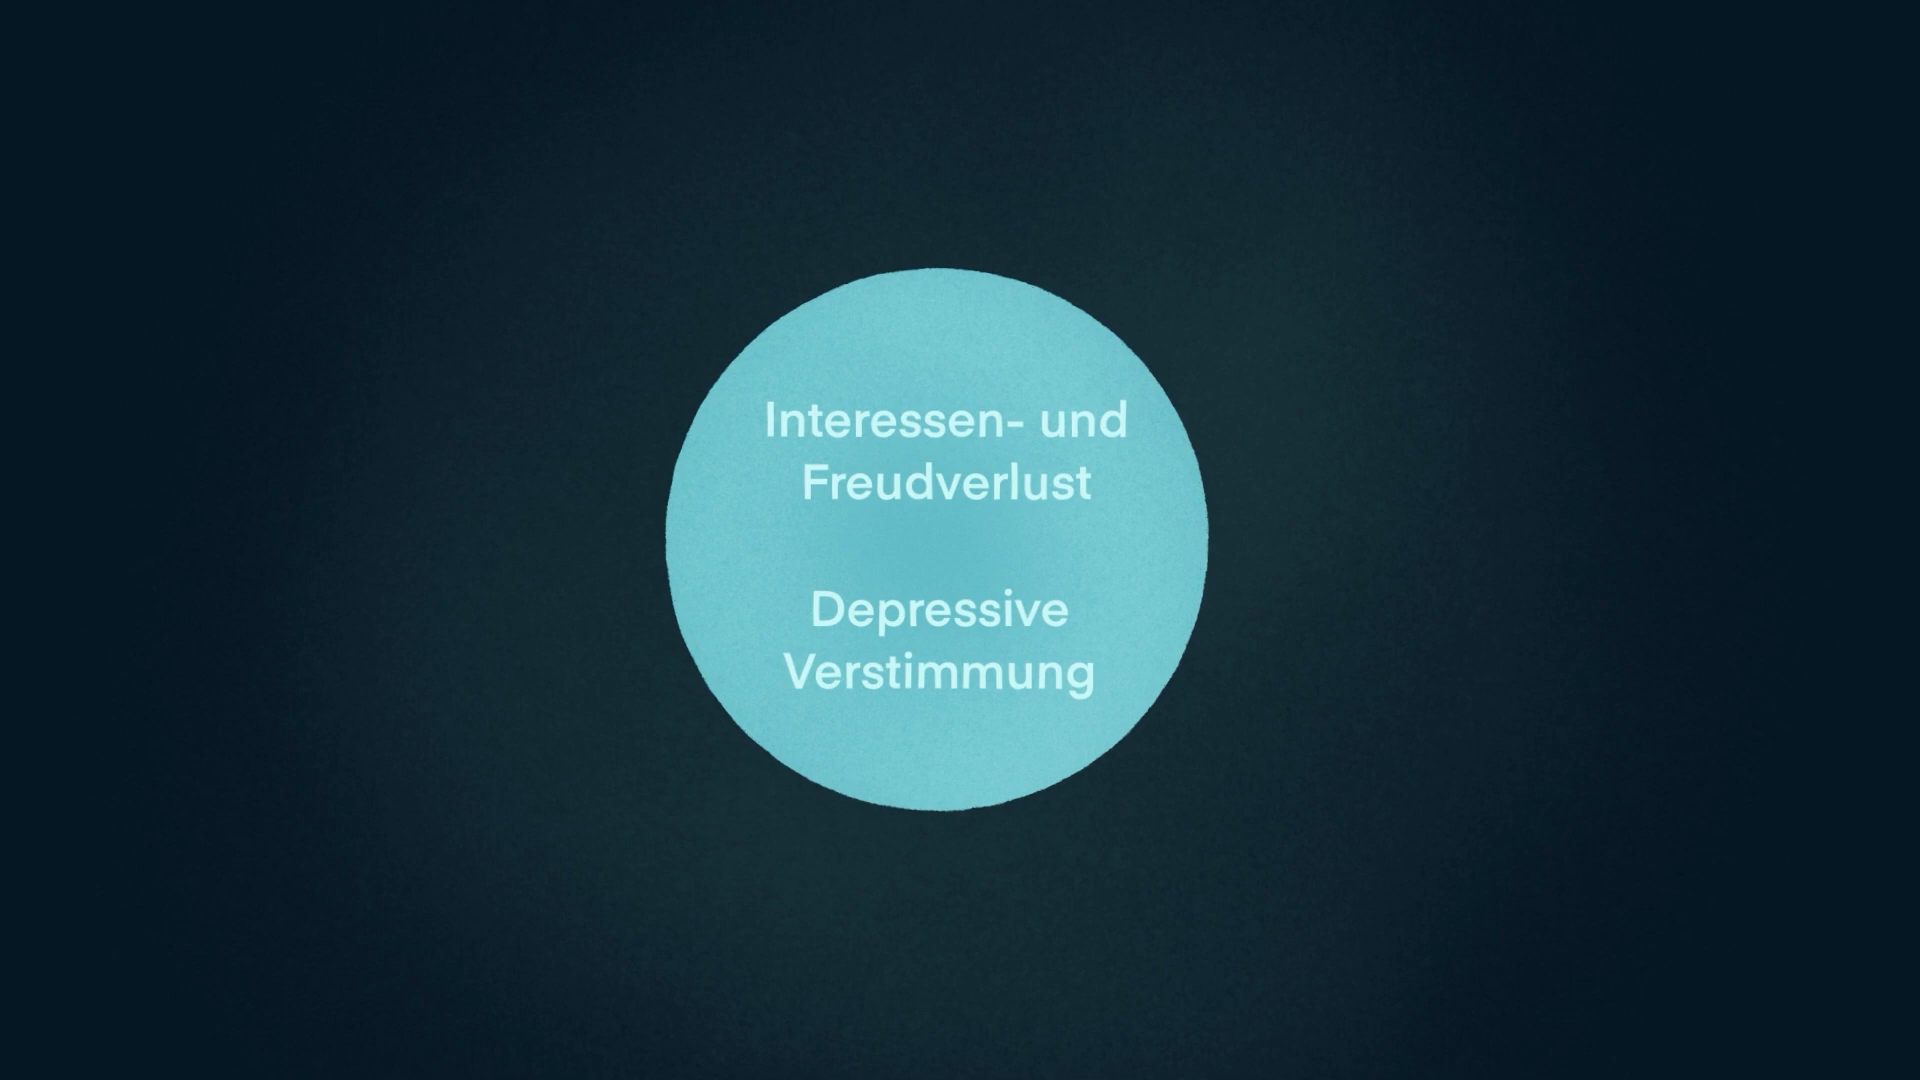 Interessen- und
Freudverlust
Depressive
Verstimmung